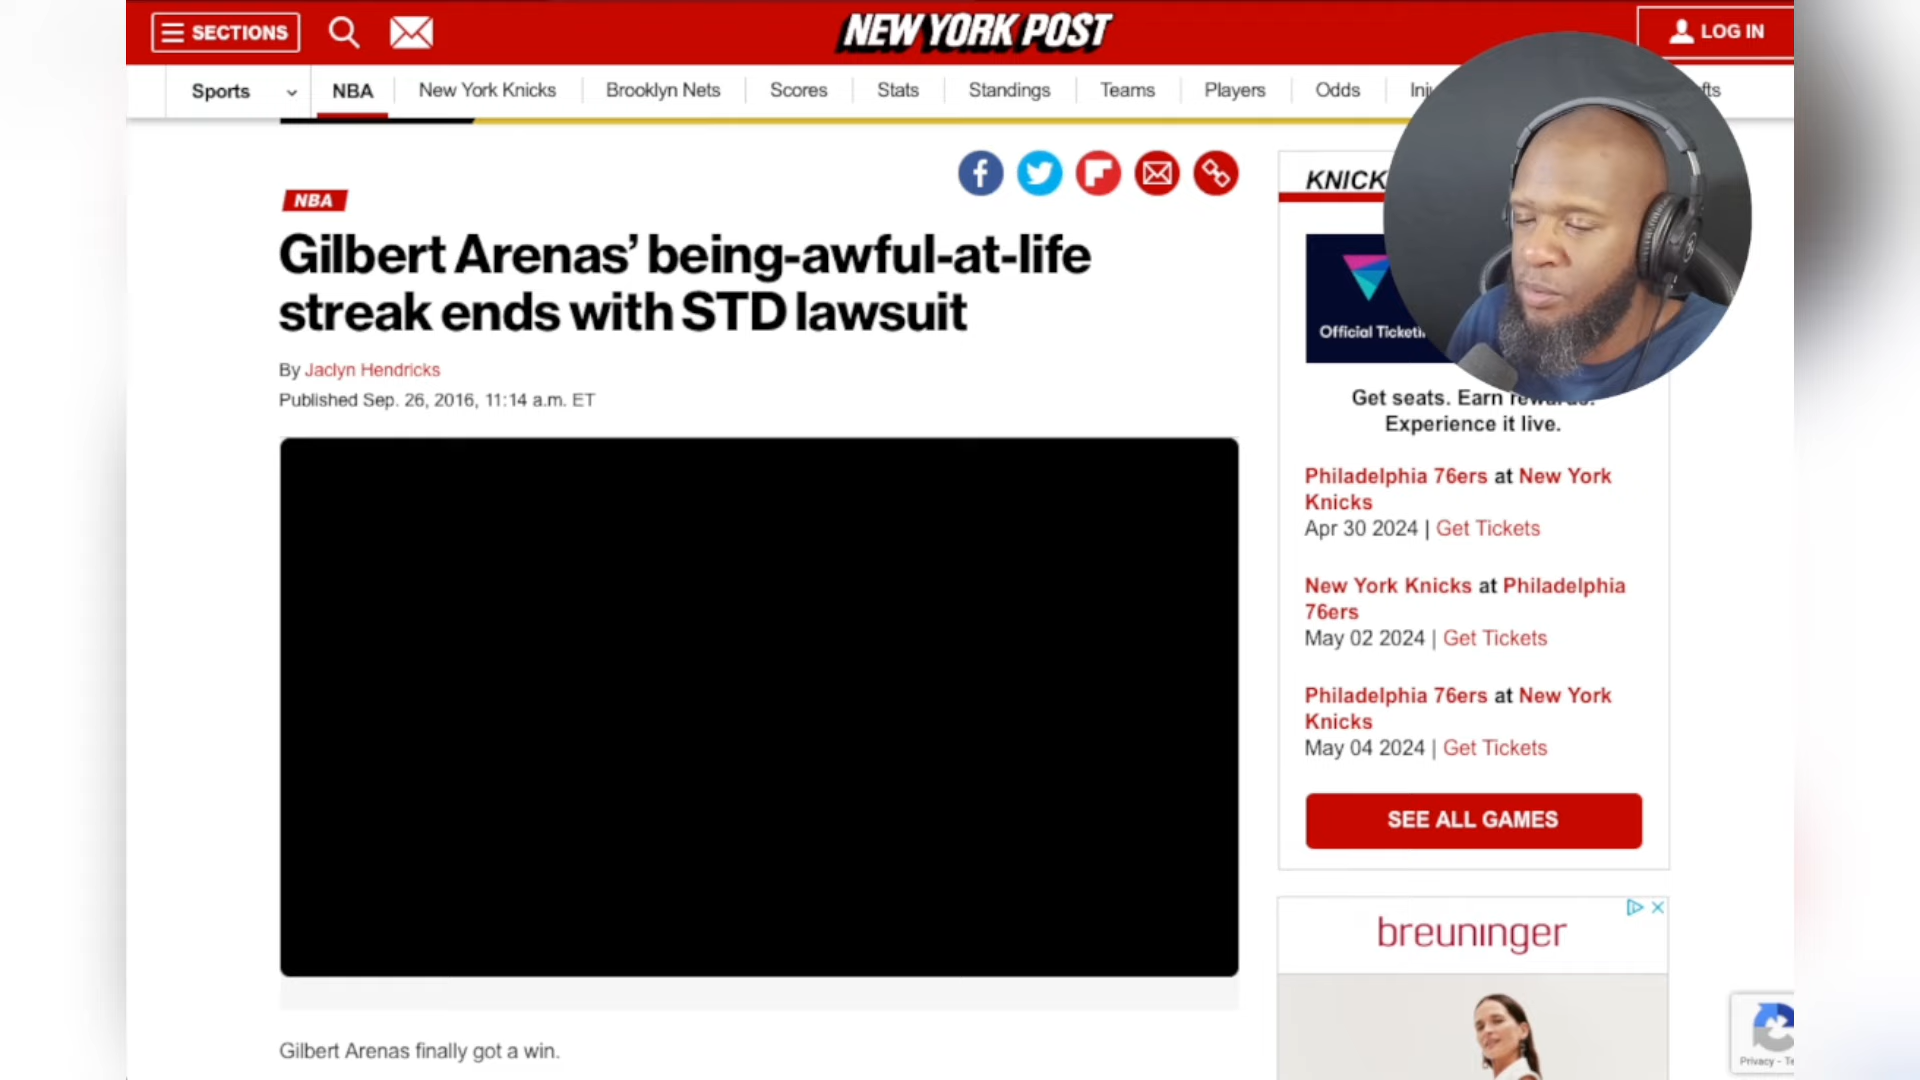 SECTIONS
NEW YORK POST
LOG IN
Sports
NBA
New York Knicks
Brooklyn Nets
Scores
Stats
Standings
Teams
Players
Odds
NBA
Gilbert Arenas’ being-awful-at-life
streak ends with STD lawsuit
By Jaclyn Hendricks
Published Sep. 26, 2016, 11:14 a.m. ET
Gilbert Arenas finally got a win.
KNICK
Official
Get seats. Earn
Experience it live.
Philadelphia 76ers at New York
Knicks
Apr 30 2024 | Get Tickets
New York Knicks at Philadelphia
76ers
May 02 2024 | Get Tickets
Philadelphia 76ers at New York
Knicks
May 04 2024 | Get Tickets
SEE ALL GAMES
breuninger
Privacy -